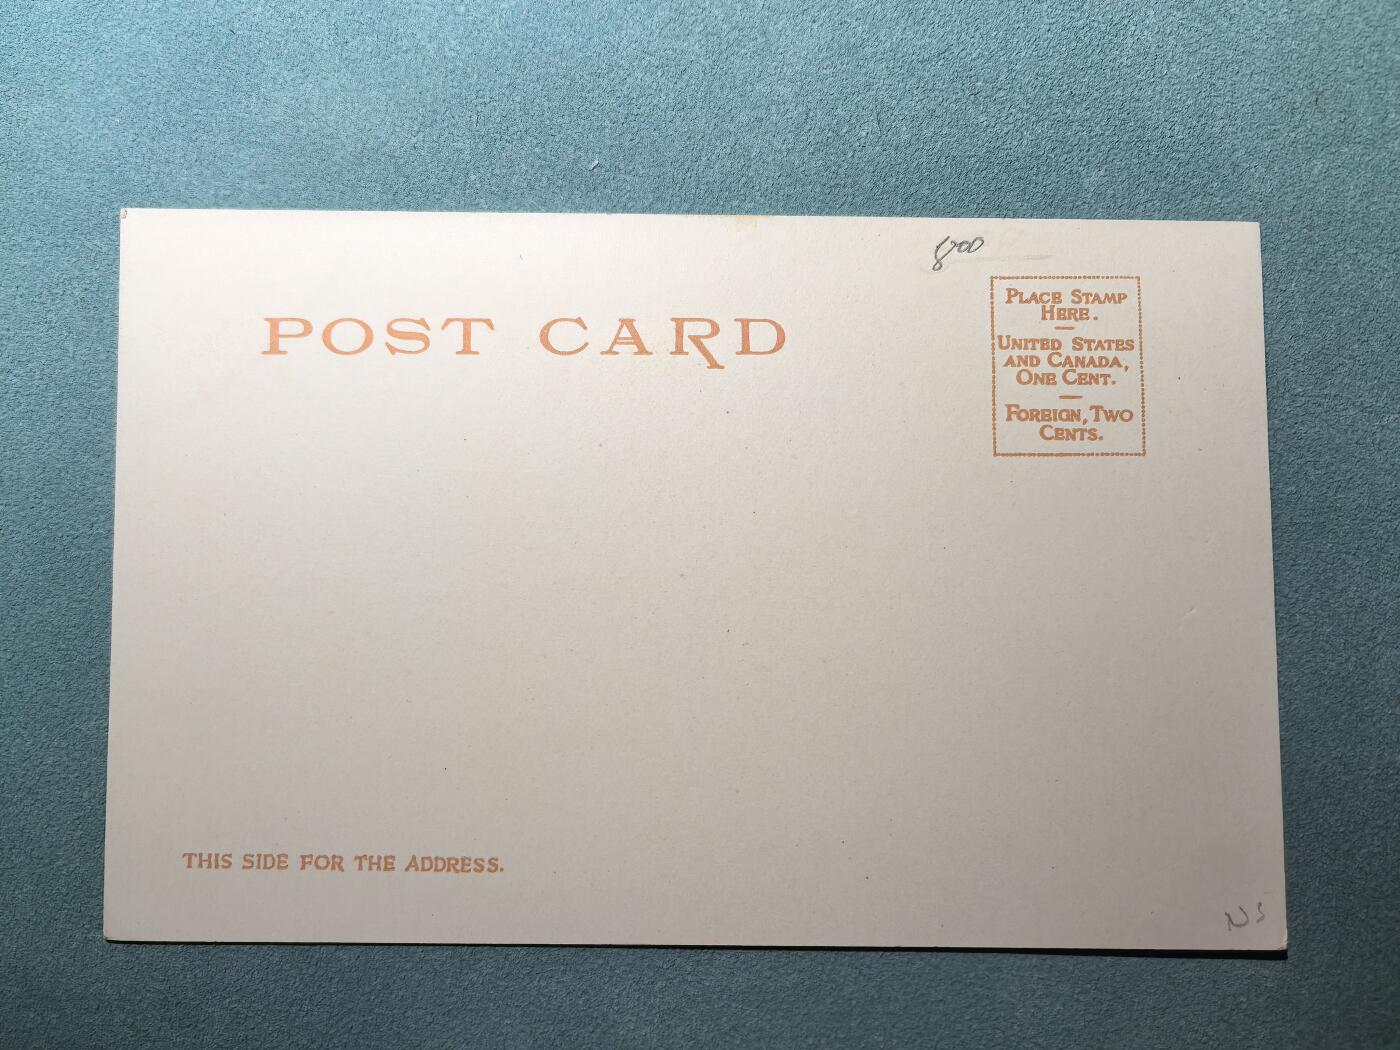 800
POST CARD
PLACE STAMP
HERE.
UNITED STATES
AND CANADA,
ONE CENT.
FOREIGN, TWO
CENTS.
THIS SIDE FOR THE ADDRESS.